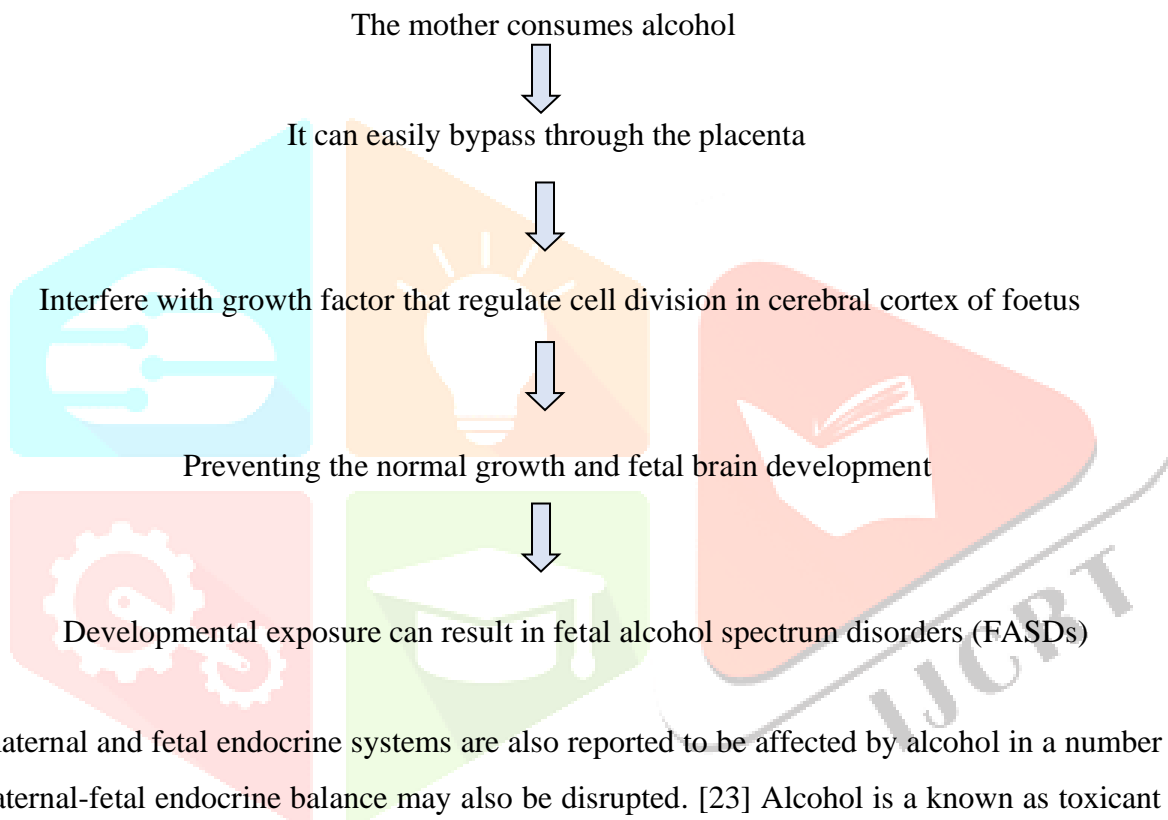 The mother consumes alcohol
It can easily bypass through the placenta
Interfere with growth factor that regulate cell division in cerebral cortex of foetus
Preventing the normal growth and fetal brain development
Developmental exposure can result in fetal alcohol spectrum disorders (FASDs)
IJCRT
and fetal endocrine systems are also reported to be affected by alcohol in a number
endocrine balance may also be disrupted. [23] Alcohol is a known as toxicant